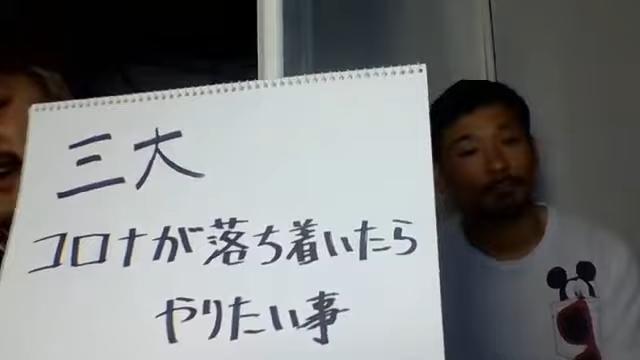 三大
コロナが落ち着いたら
やりたい事